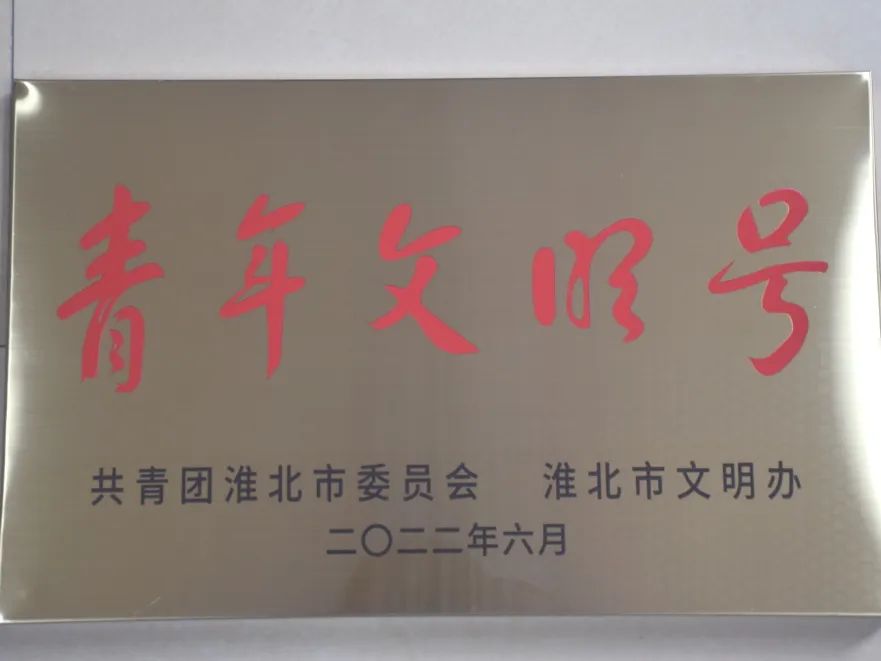 青年文明号
共青团淮北市委员会 淮北市文明办
二〇二二年六月